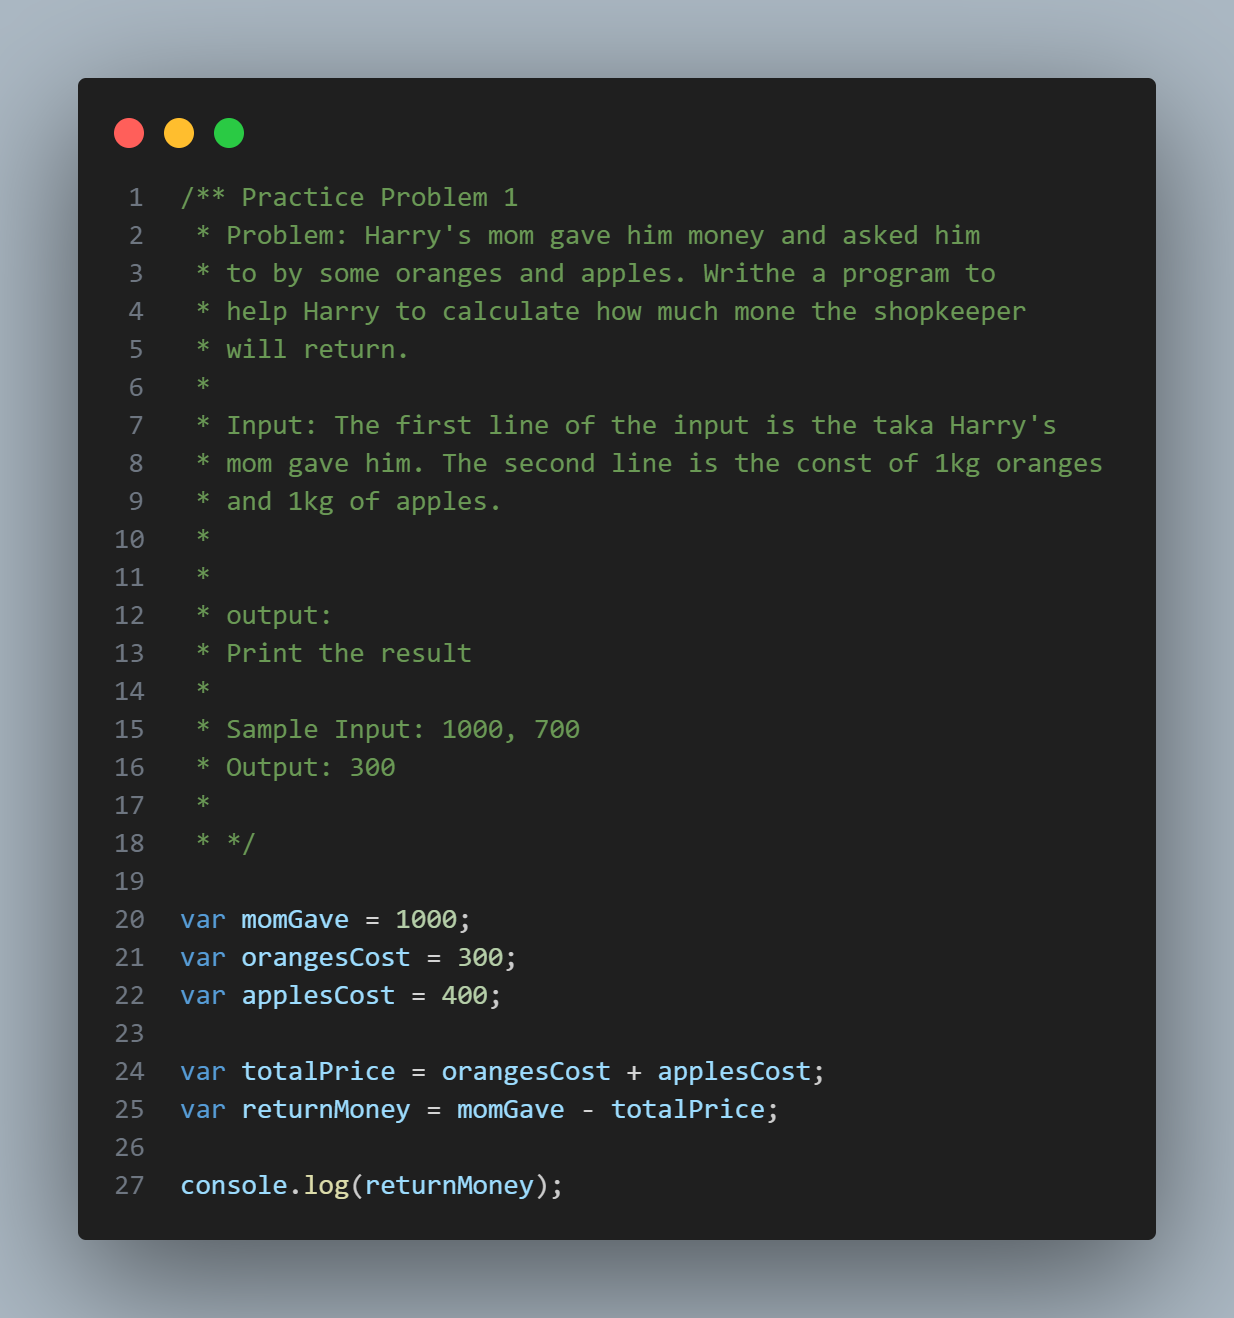 1 /** Practice Problem 1
2  * Problem: Harry's mom gave him money and asked him
3  * to by some oranges and apples. Writhe a program to
4  * help Harry to calculate how much mone the shopkeeper
5  * will return.
6  *
7  * Input: The first line of the input is the taka Harry's
8  * mom gave him. The second line is the const of 1kg oranges
9  * and 1kg of apples.
10  *
11  *
12  * output:
13  * Print the result
14  *
15  * Sample Input: 1000, 700
16  * Output: 300
17  *
18  * */
19
20 var momGave = 1000;
21 var orangesCost = 300;
22 var applesCost = 400;
23
24 var totalPrice = orangesCost + applesCost;
25 var returnMoney = momGave - totalPrice;
26
27 console.log(returnMoney);